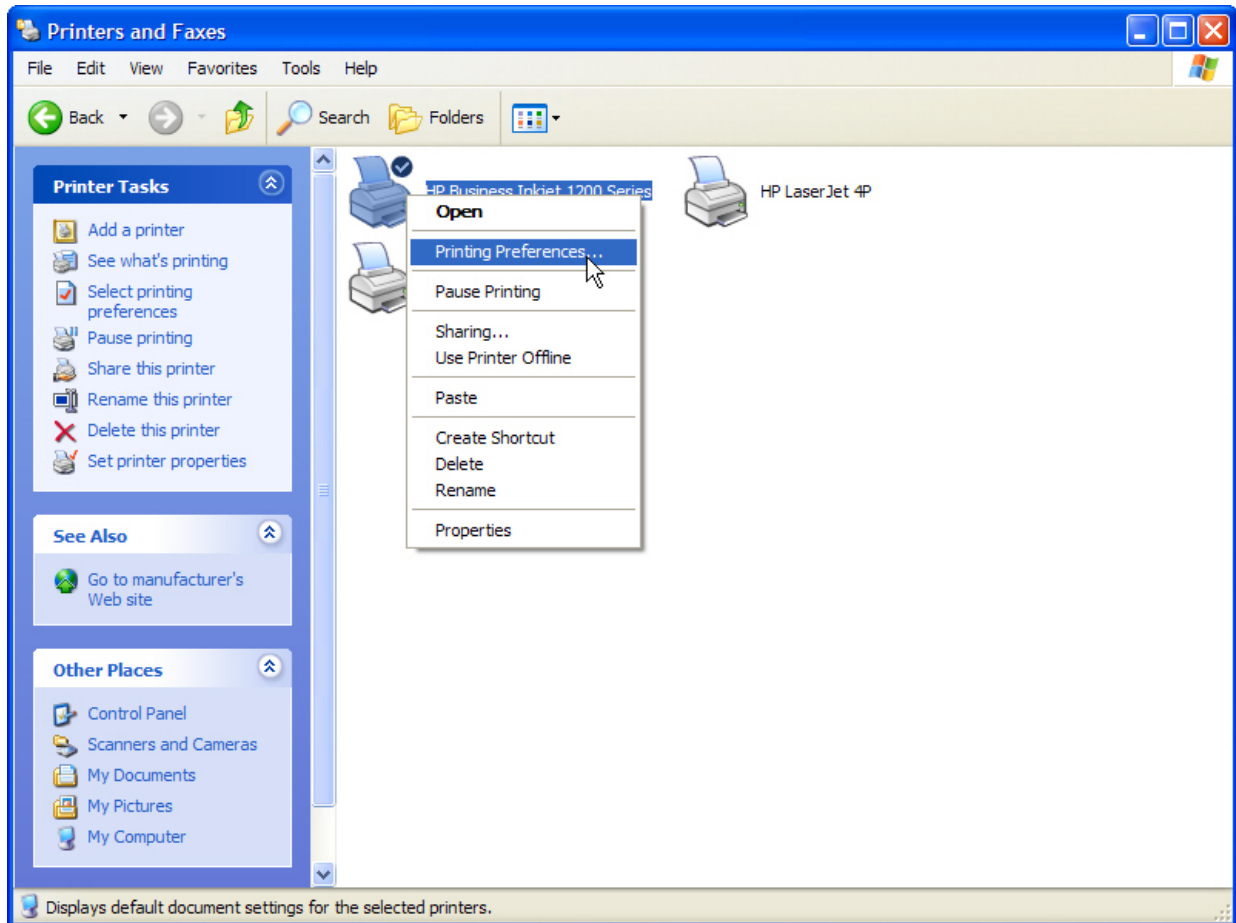 Printers and Faxes
File Edit View Favorites Tools Help
Back Search Folders
Printer Tasks
Add a printer
See what's printing
Select printing
preferences
Pause printing
Share this printer
Rename this printer
Delete this printer
Set printer properties
See Also
Go to manufacturer's
Web site
Other Places
Control Panel
Scanners and Cameras
My Documents
My Pictures
My Computer
HP Business Inkjet 1200 Series
HP LaserJet 4P
Open
Printing Preferences...
Pause Printing
Sharing...
Use Printer Offline
Paste
Create Shortcut
Delete
Rename
Properties
Displays default document settings for the selected printers.